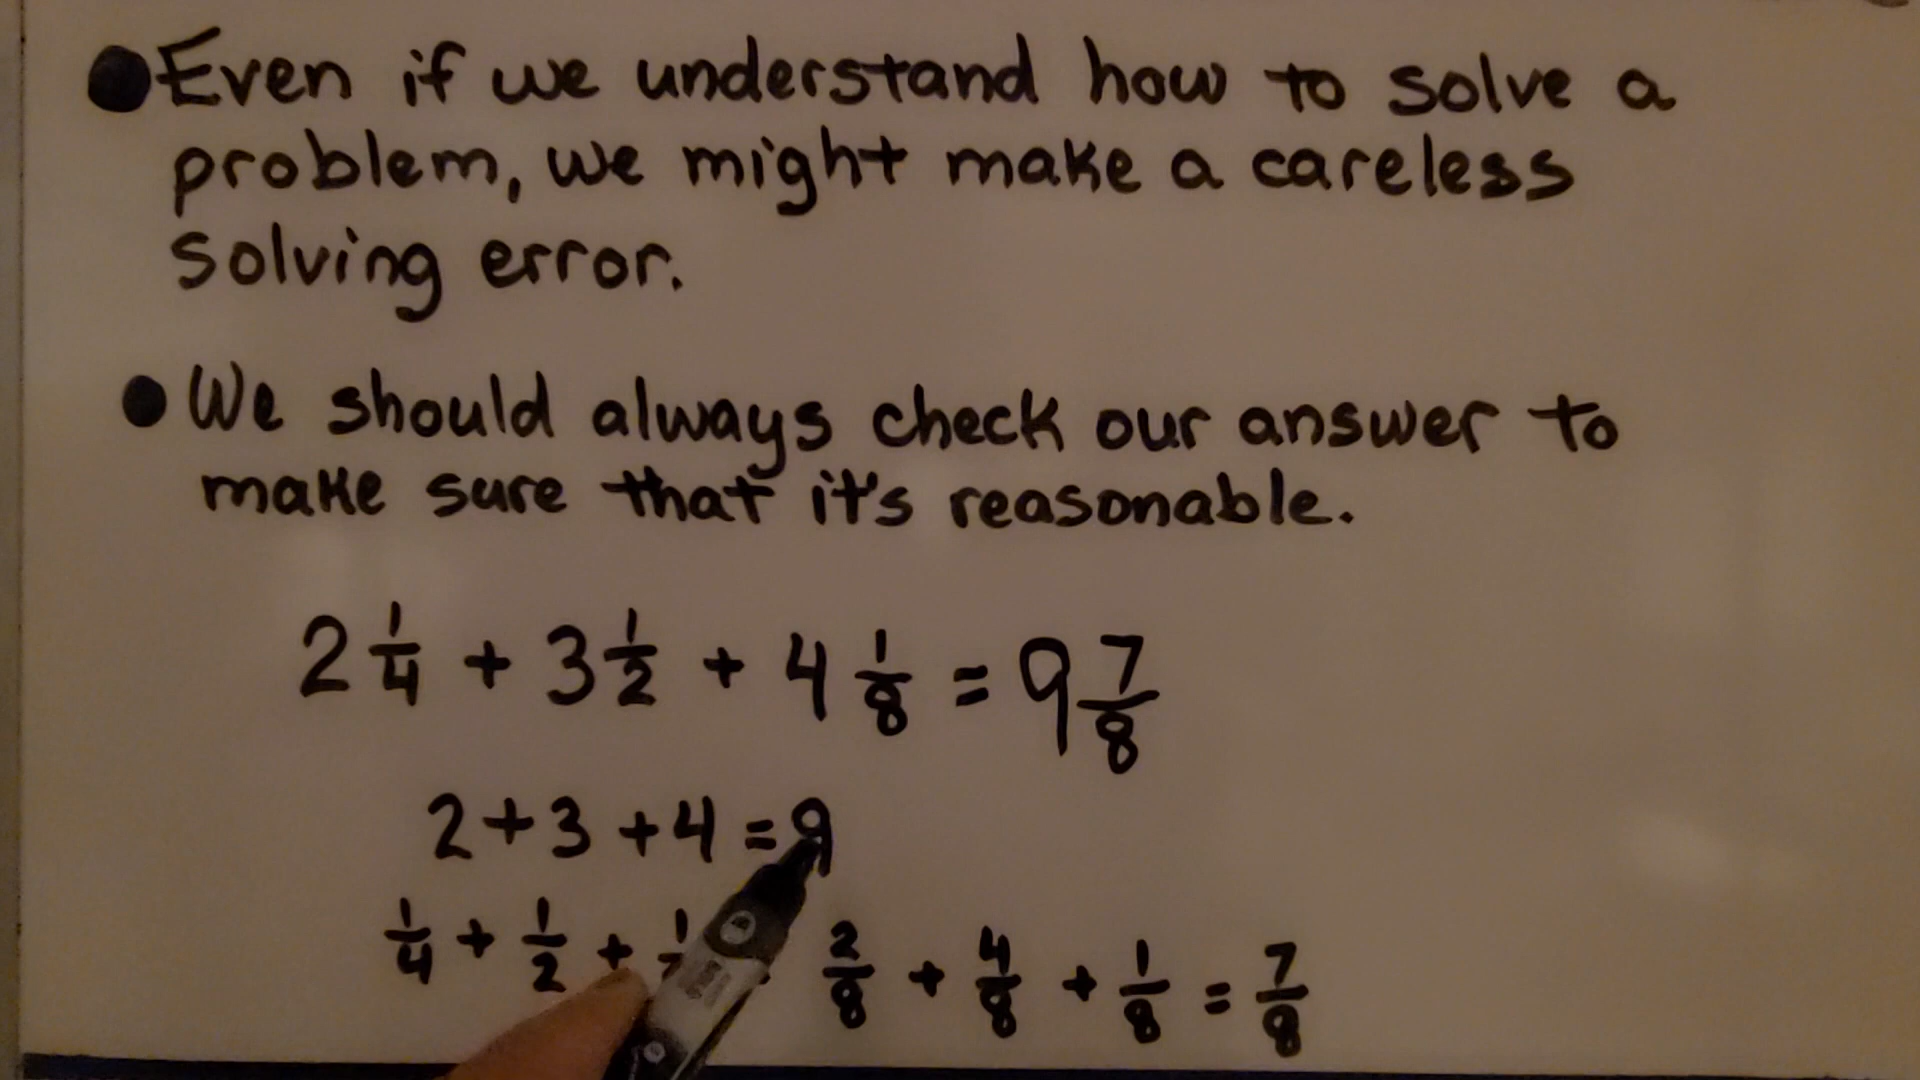 ● Even if we understand how to solve a
problem, we might make a careless
solving error.
● We should always check our answer to
make sure that it's reasonable.
2 1/4 + 3 1/2 + 4 1/8 = 9 7/8
2 + 3 + 4 = 9
1/4 + 1/2 + 2/8 + 4/8 + 1/8 = 7/8